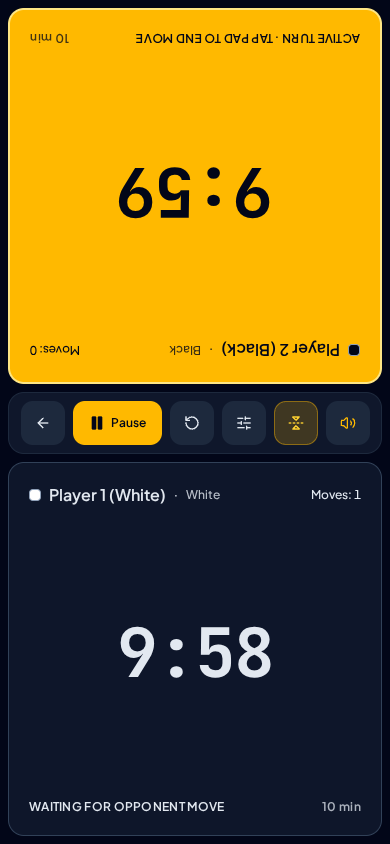 ACTIVE TURN · TAP PAD TO END MOVE
10 min
9:59
Player 2 (Black) · Black
Moves: 0
Pause
Player 1 (White) · White
Moves: 1
9:58
WAITING FOR OPPONENT MOVE
10 min